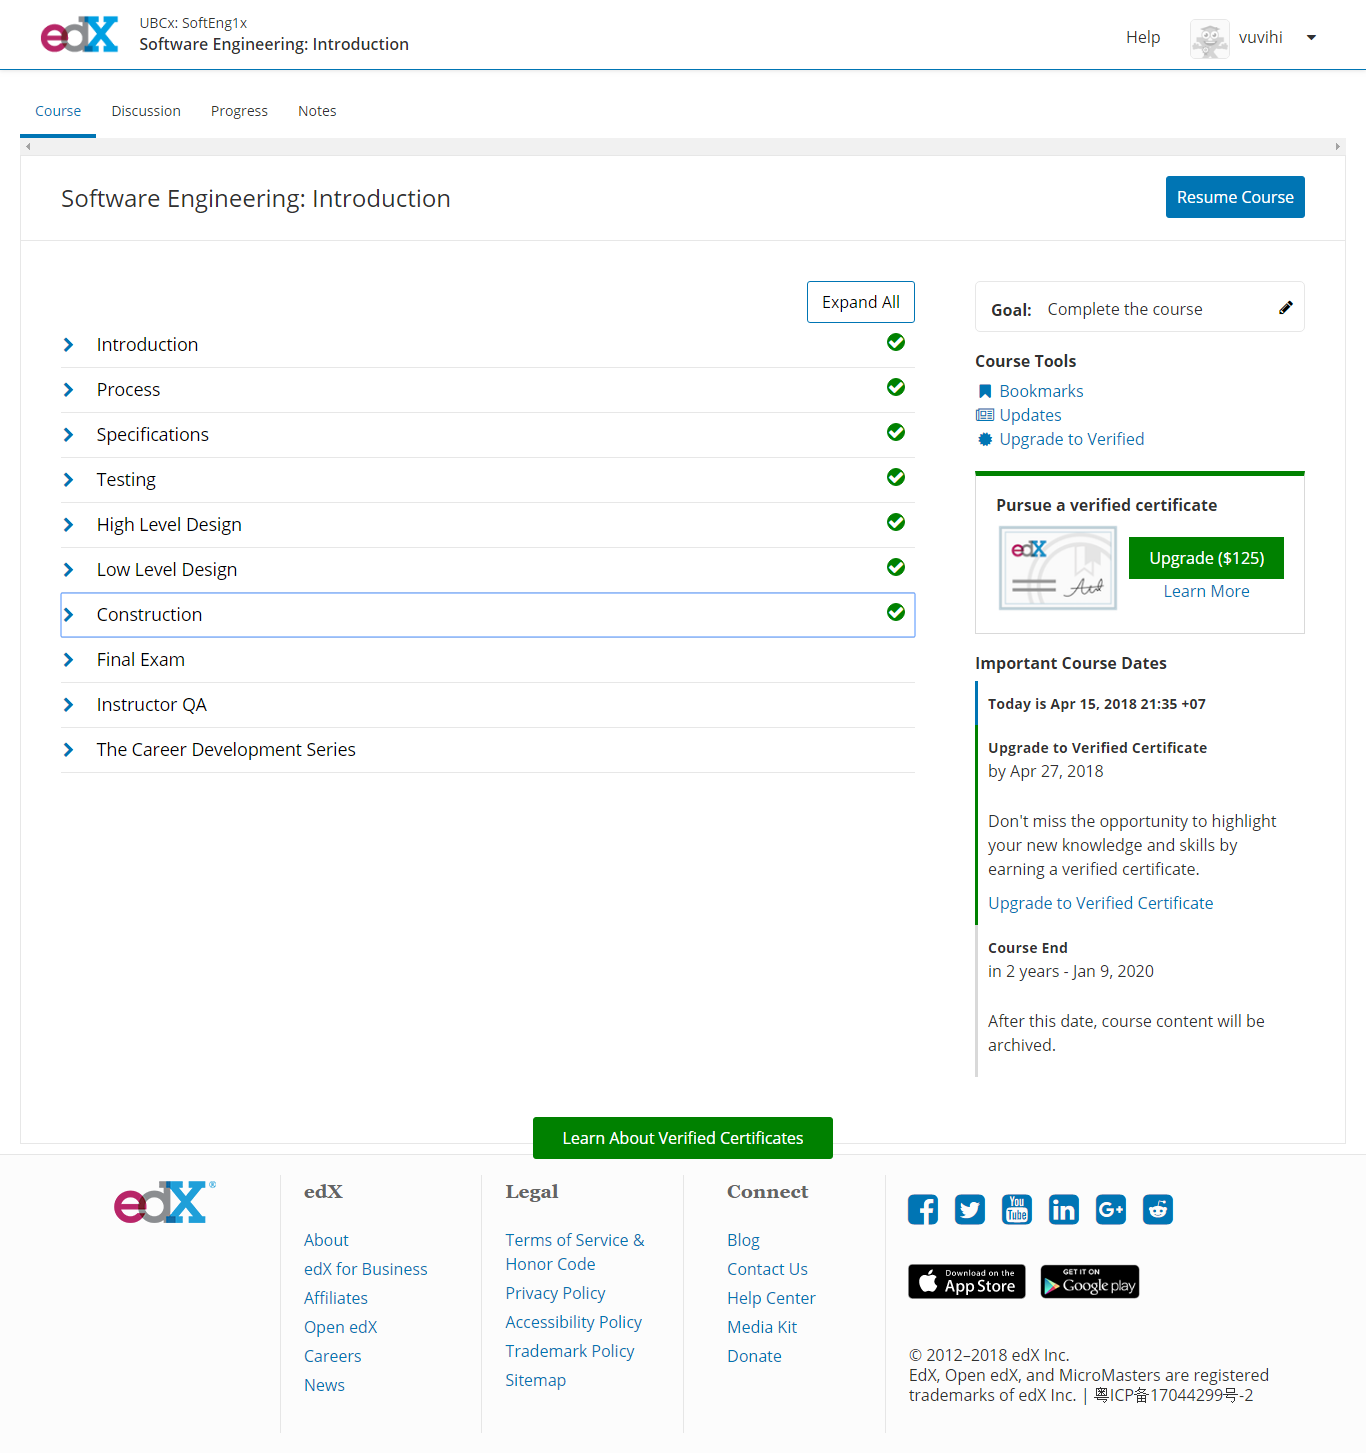 edX
UBCx: SoftEng1x
Software Engineering: Introduction
Help
vuvihi
Course
Discussion
Progress
Notes
Software Engineering: Introduction
Resume Course
Expand All
Introduction
Process
Specifications
Testing
High Level Design
Low Level Design
Construction
Final Exam
Instructor QA
The Career Development Series
Goal: Complete the course
Course Tools
Bookmarks
Updates
Upgrade to Verified
Pursue a verified certificate
edX
Upgrade ($125)
Learn More
Important Course Dates
Today is Apr 15, 2018 21:35 +07
Upgrade to Verified Certificate
by Apr 27, 2018
Don't miss the opportunity to highlight
your new knowledge and skills by
earning a verified certificate.
Upgrade to Verified Certificate
Course End
in 2 years - Jan 9, 2020
After this date, course content will be
archived.
Learn About Verified Certificates
edX®
edX
About
edX for Business
Affiliates
Open edX
Careers
News
Legal
Terms of Service &
Honor Code
Privacy Policy
Accessibility Policy
Trademark Policy
Sitemap
Connect
Blog
Contact Us
Help Center
Media Kit
Donate
You
Tube
in
G+
Download on the
App Store
GET IT ON
Google play
© 2012–2018 edX Inc.
EdX, Open edX, and MicroMasters are registered
trademarks of edX Inc. | 粤ICP备17044299号-2